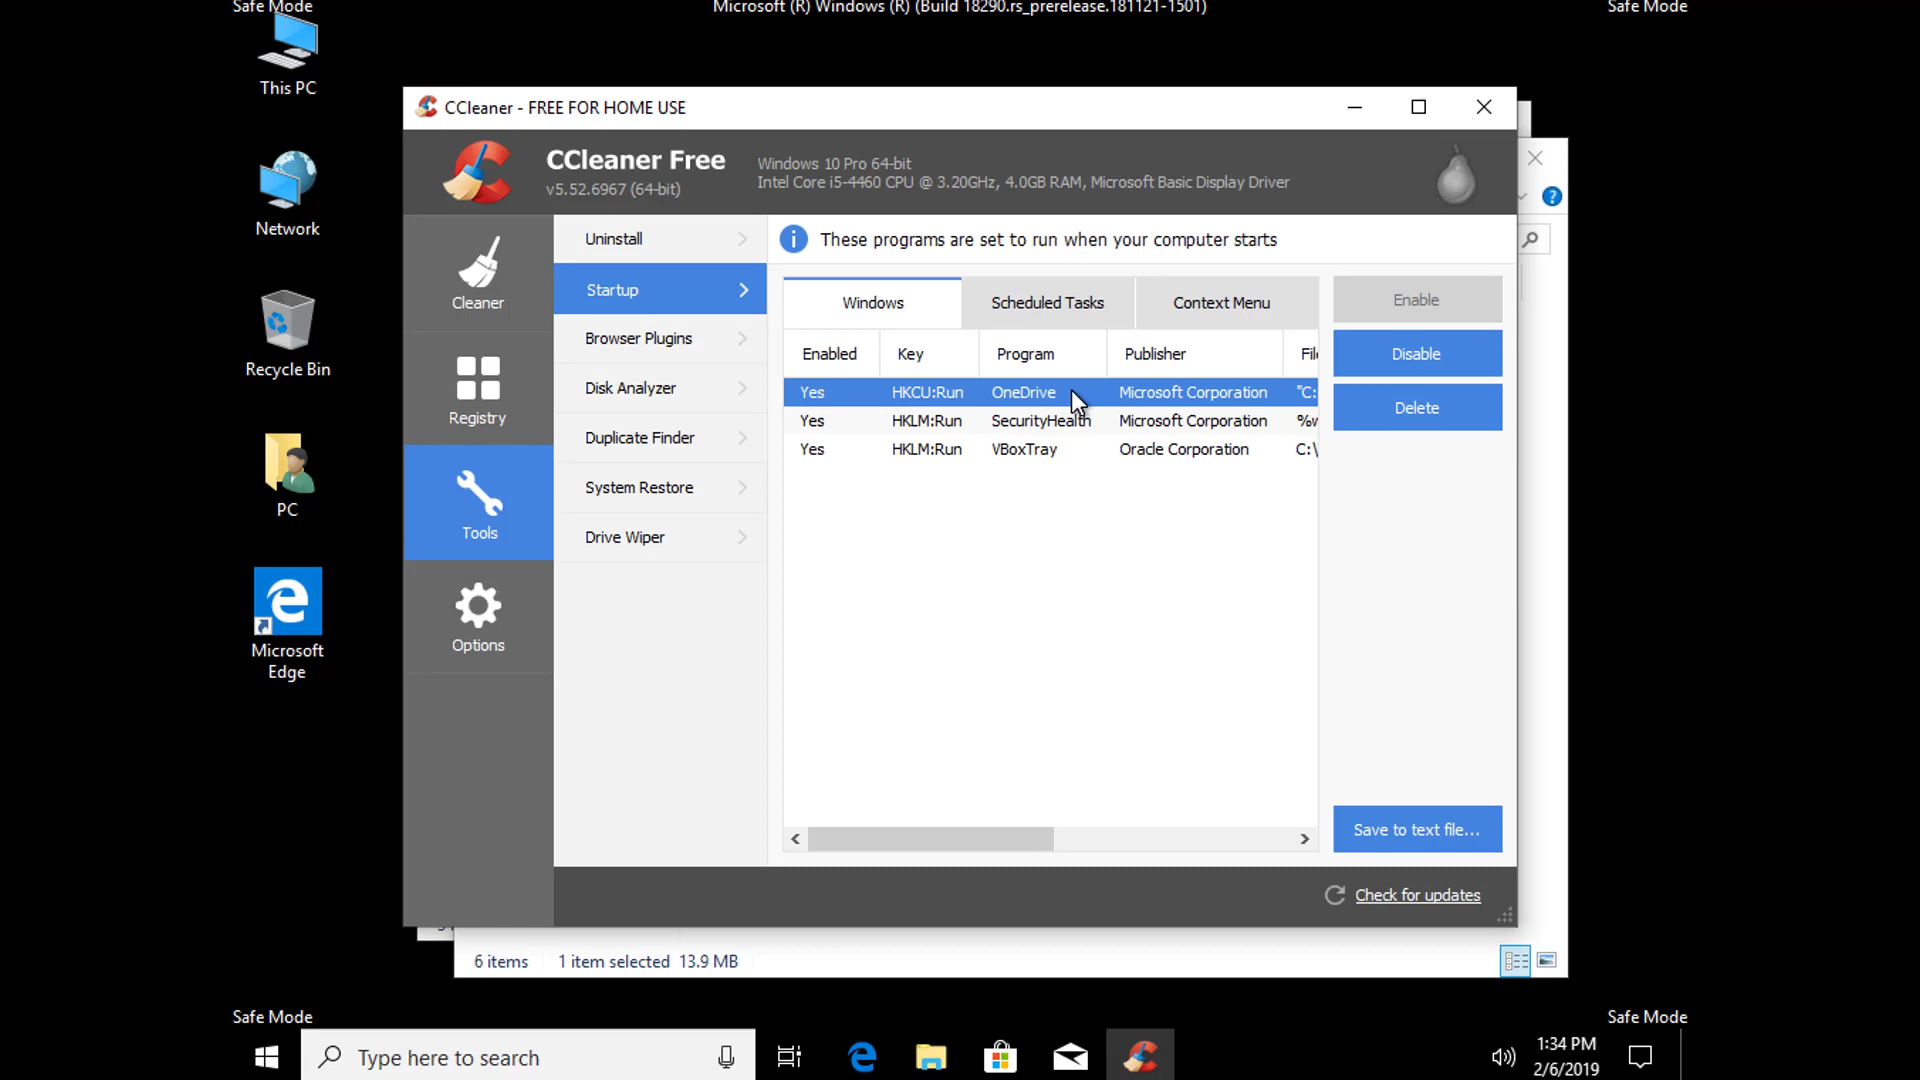 Safe Mode
Microsoft (R) Windows (R) (Build 18290.rs_prerelease.181121-1501)
Safe Mode
This PC
Network
Recycle Bin
PC
Microsoft
Edge
CCleaner - FREE FOR HOME USE
CCleaner Free
v5.52.6967 (64-bit)
Windows 10 Pro 64-bit
Intel Core i5-4460 CPU @ 3.20GHz, 4.0GB RAM, Microsoft Basic Display Driver
Cleaner
Registry
Tools
Options
Uninstall
Startup
Browser Plugins
Disk Analyzer
Duplicate Finder
System Restore
Drive Wiper
These programs are set to run when your computer starts
Windows Scheduled Tasks Context Menu
Enabled Key Program Publisher
Yes HKCU:Run OneDrive Microsoft Corporation "C:
Yes HKLM:Run SecurityHealth Microsoft Corporation
Yes HKLM:Run VBoxTray Oracle Corporation C:\
Enable
Disable
Delete
Save to text file...
Check for updates
6 items 1 item selected 13.9 MB
Safe Mode
Safe Mode
Type here to search
1:34 PM
2/6/2019